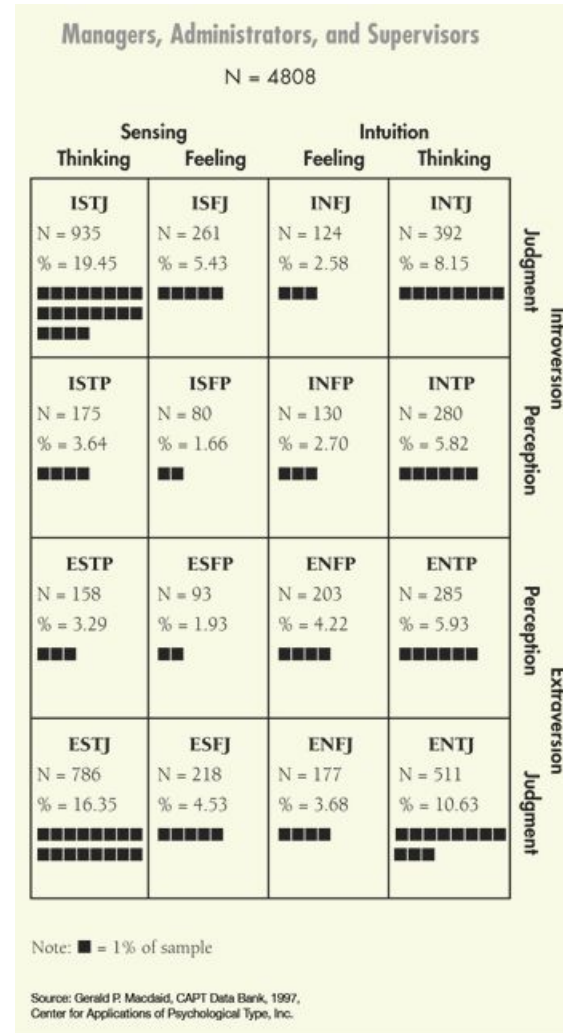 Managers, Administrators, and Supervisors
N = 4808
Sensing Intuition
Thinking Feeling Feeling Thinking
ISTJ ISFJ INFJ INTJ
N = 935 N = 261 N = 124 N = 392
% = 19.45 % = 5.43 % = 2.58 % = 8.15
Judgment
Introversion
ISTP ISFP INFP INTP
N = 175 N = 80 N = 130 N = 280
% = 3.64 % = 1.66 % = 2.70 % = 5.82
Perception
ESTP ESFP ENFP ENTP
N = 158 N = 93 N = 203 N = 285
% = 3.29 % = 1.93 % = 4.22 % = 5.93
Perception
Extraversion
ESTJ ESFJ ENFJ ENTJ
N = 786 N = 218 N = 177 N = 511
% = 16.35 % = 4.53 % = 3.68 % = 10.63
Judgment
Note: ■ = 1% of sample
Source: Gerald P. Macdaid, CAPT Data Bank, 1997,
Center for Applications of Psychological Type, Inc.